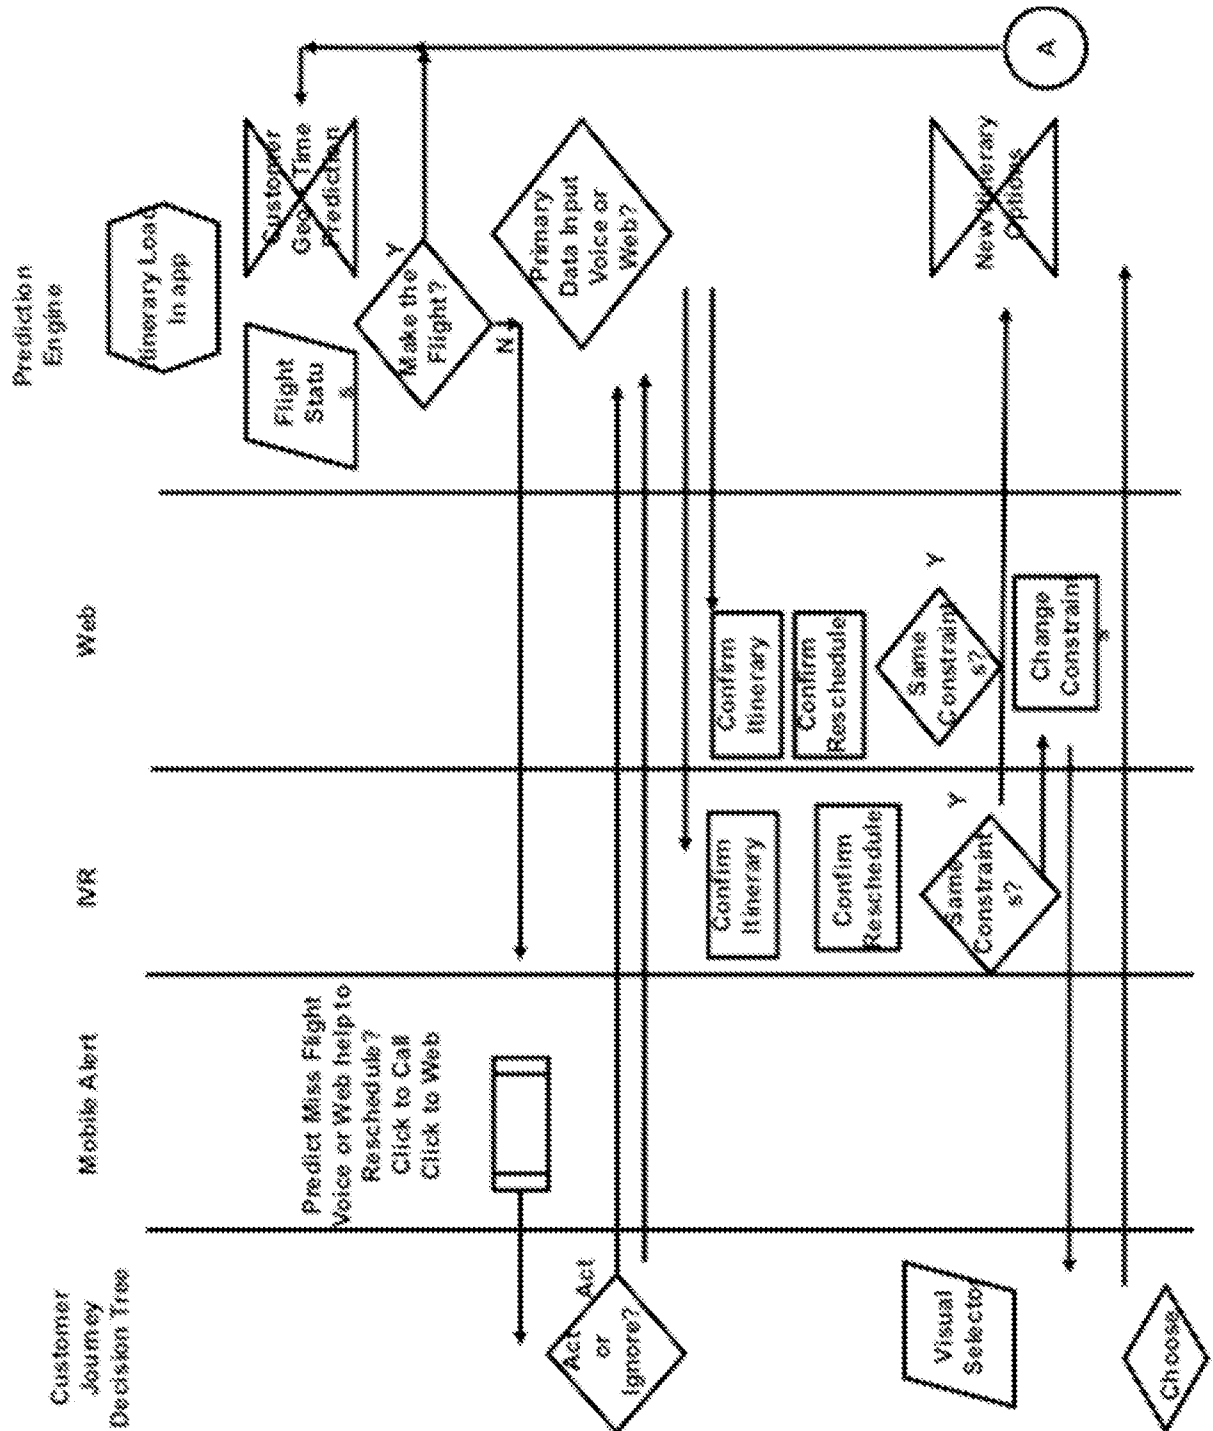 Customer
Journey
Decision Tree
Mobile Alert
IVR
Web
Prediction
Engine
Itinerary Load
In app
Flight
Statu
s
Customer
Geo Time
Prediction
Predict Miss Flight
Voice or Web help to
Reschedule?
Click to Call
Click to Web
Make the
Flight?
Y
N
Act
or
Ignore?
Act
Primary
Data Input
Voice or
Web?
Confirm
Itinerary
Confirm
Itinerary
Confirm
Reschedule
Confirm
Reschedule
Visual
Selector
Same
Constraint
s?
Y
Same
Constraint
s?
Y
New Itinerary
Options
Change
Constraint
s
Choose
A